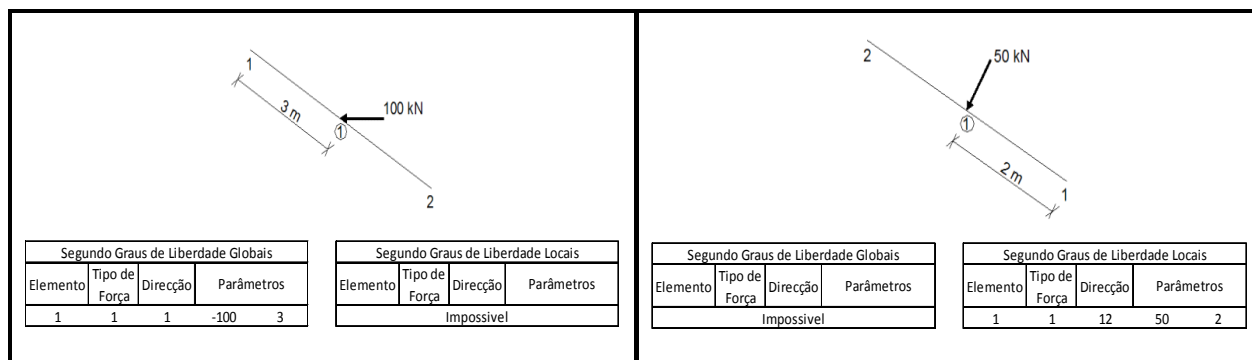 1
3 m
100 kN
1
2
Segundo Graus de Liberdade Globais
Elemento Tipo de Força Direcção Parâmetros
1 1 1 -100 3
Segundo Graus de Liberdade Locais
Elemento Tipo de Força Direcção Parâmetros
Impossivel
2
50 kN
1
2 m
1
Segundo Graus de Liberdade Globais
Elemento Tipo de Força Direcção Parâmetros
Impossivel
Segundo Graus de Liberdade Locais
Elemento Tipo de Força Direcção Parâmetros
1 1 12 50 2